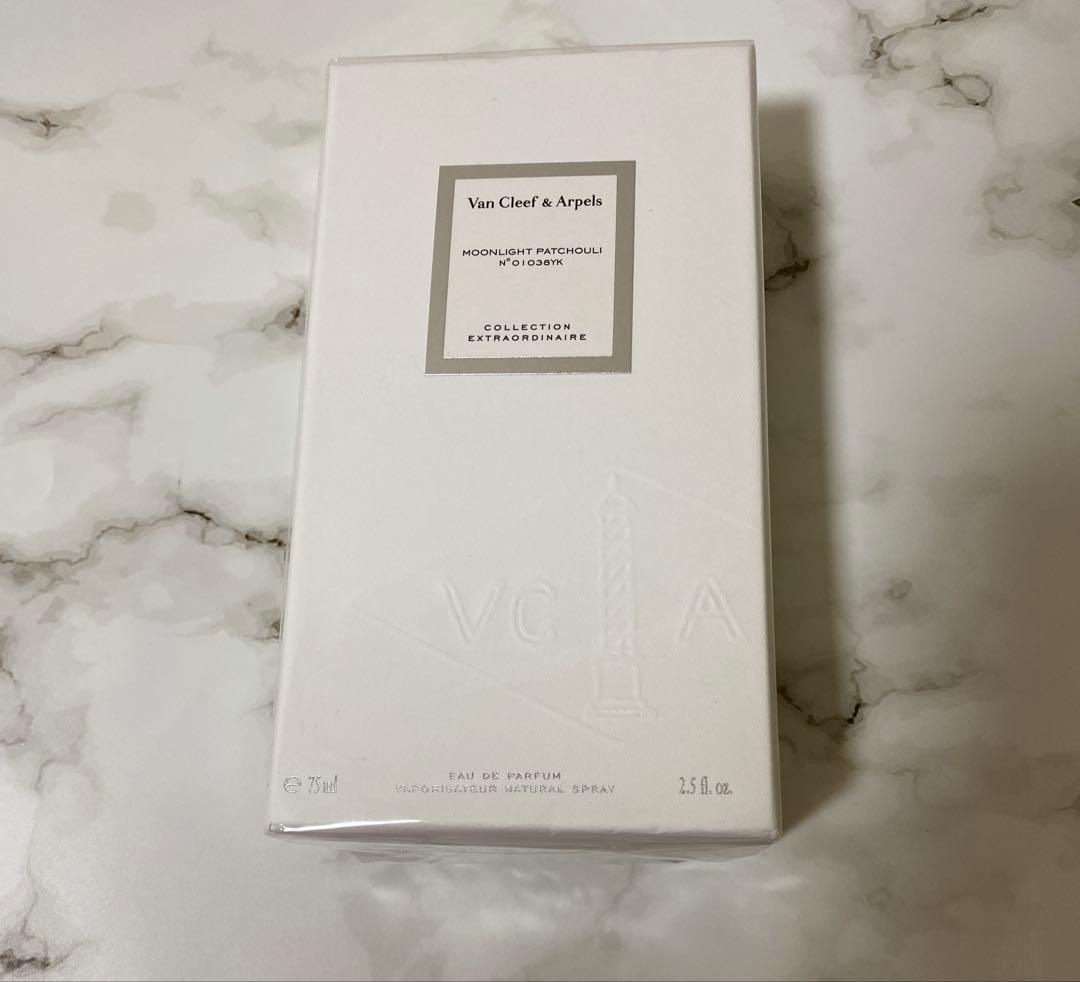 Van Cleef & Arpels
MOONLIGHT PATCHOULI
N°01038YK
COLLECTION
EXTRAORDINAIRE
VC A
EAU DE PARFUM
℮ 75 ml VAPORISATEUR NATURAL SPRAY 2.5 fl. oz.